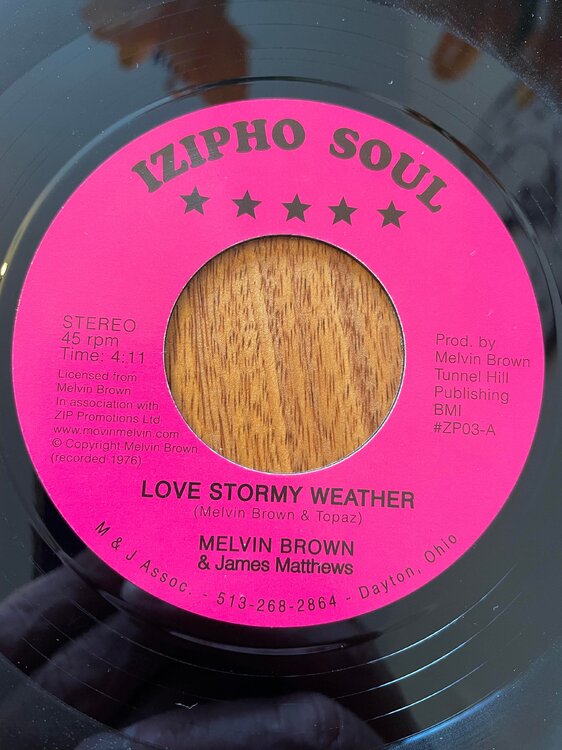 IZIPHO SOUL
STEREO
45 rpm
Time: 4:11
Licensed from
Melvin Brown
In association with
ZIP Promotions Ltd
www.movinmelvin.com
© Copyright Melvin Brown
(recorded-1976)
Prod. by
Melvin Brown
Tunnel Hill
Publishing
BMI
#ZP03-A
LOVE STORMY WEATHER
(Melvin Brown & Topaz)
MELVIN BROWN
& James Matthews
M & J Assoc. - 513-268-2864 - Dayton, Ohio